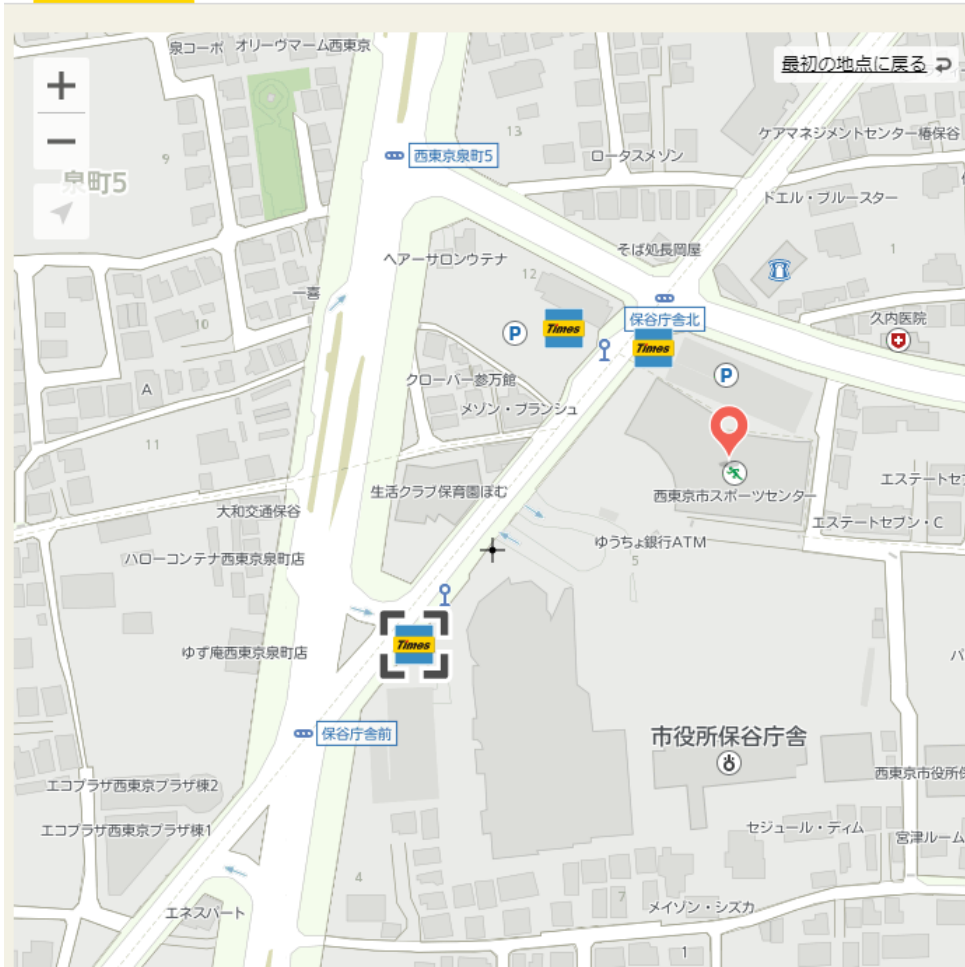 泉コーポ
オリーヴマーム西東京
最初の地点に戻る
13
ケアマネジメントセンター椿保谷
西東京泉町5
ロータスメゾン
9
泉町5
ドエル・ブルースター
そば処長岡屋
1
ヘアーサロンウテナ
12
一喜
保谷庁舎北
久内医院
10
P
Times
Times
P
クローバー参万館
A
メゾン・ブランシュ
11
生活クラブ保育園ぽむ
西東京市スポーツセンター
エステートセブ
大和交通保谷
エステートセブン・C
ゆうちょ銀行ATM
ハローコンテナ西東京泉町店
5
Times
ゆず庵西東京泉町店
パ
保谷庁舎前
市役所保谷庁舎
エコプラザ西東京プラザ棟2
西東京市役所保
エコプラザ西東京プラザ棟1
セジュール・ディム
宮津ルーム
4
7
エネスパート
メイゾン・シズカ
1